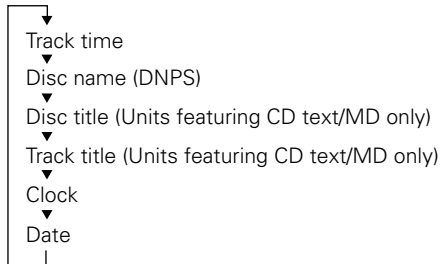 Track time
Disc name (DNPS)
Disc title (Units featuring CD text/MD only)
Track title (Units featuring CD text/MD only)
Clock
Date